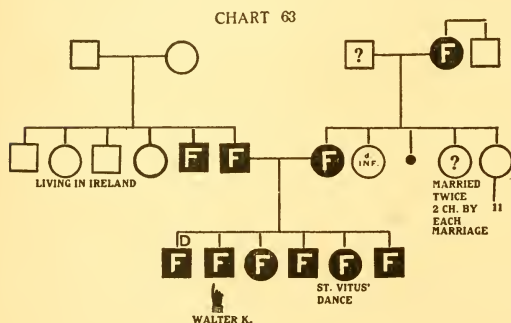 CHART 63
?
F
F
F
F
d.
INF.
?
LIVING IN IRELAND
MARRIED
TWICE
2 CH. BY
EACH
MARRIAGE
11
D
F
F
F
F
F
F
ST. VITUS'
DANCE
WALTER K.